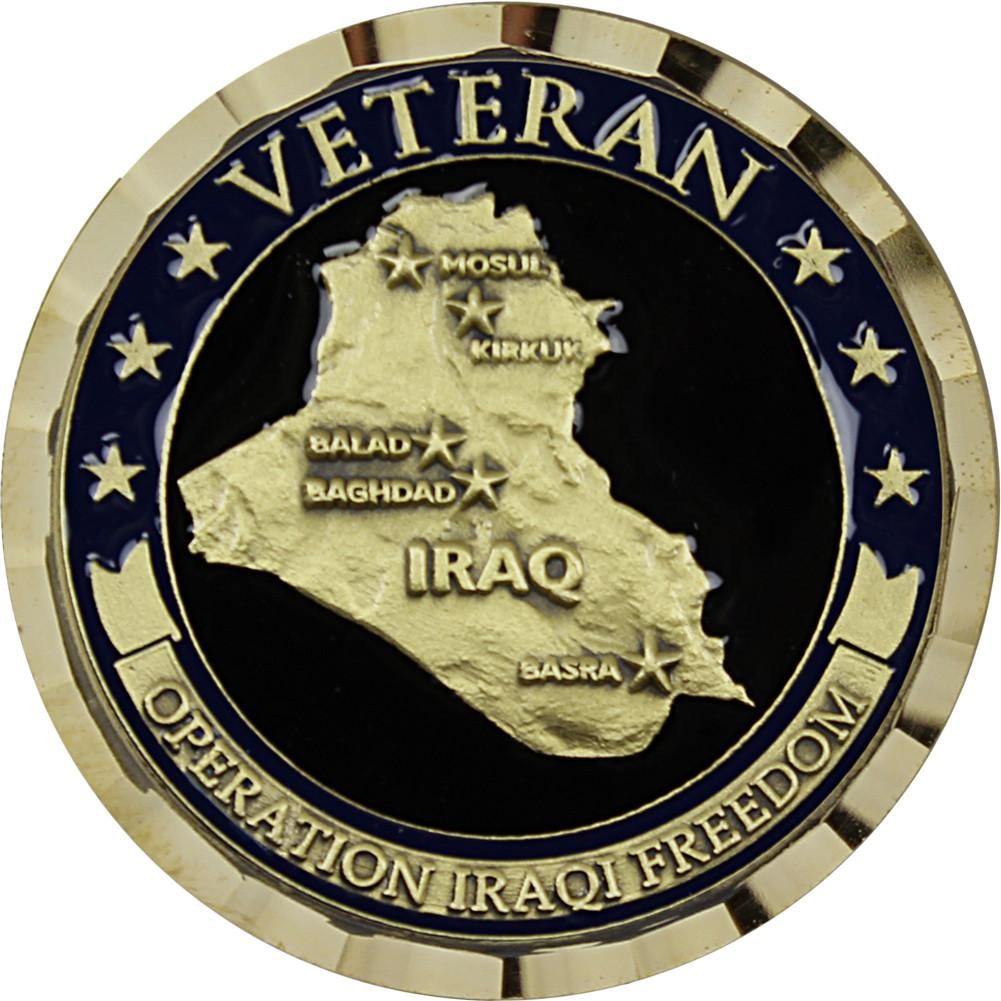 VETERAN
MOSUL
KIRKUK
BALAD
BAGHDAD
IRAQ
BASRA
OPERATION IRAQI FREEDOM